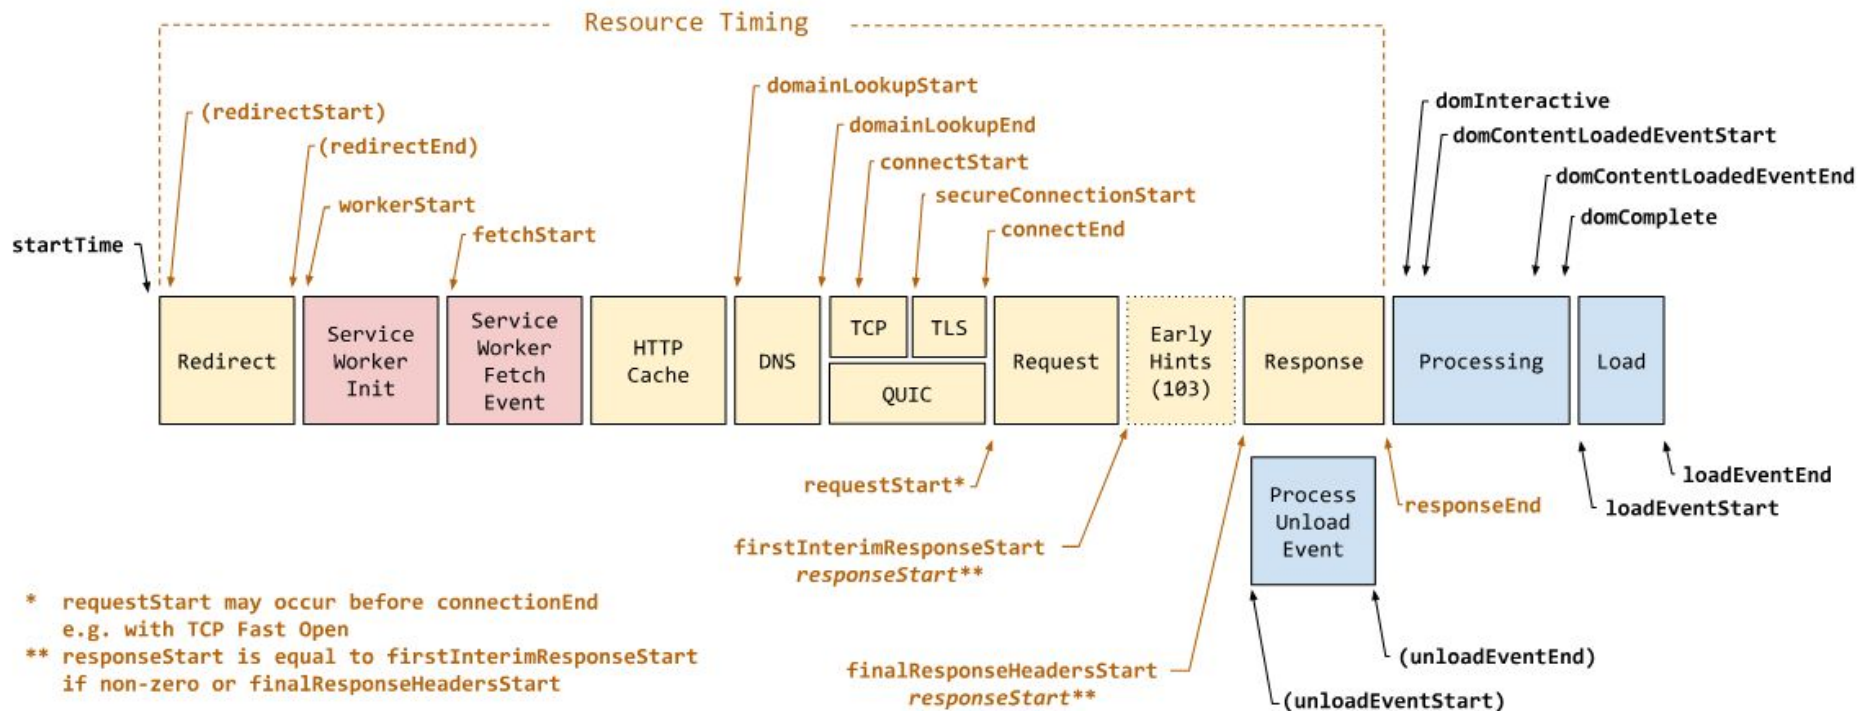 Resource Timing
domainLookupStart
(redirectStart)
domainLookupEnd
domInteractive
(redirectEnd)
connectStart
domContentLoadedEventStart
workerStart
secureConnectionStart
domContentLoadedEventEnd
startTime
fetchStart
connectEnd
domComplete
Redirect
Service
Worker
Init
Service
Worker
Fetch
Event
HTTP
Cache
DNS
TCP
TLS
QUIC
Request
Early
Hints
(103)
Response
Processing
Load
requestStart*
firstInterimResponseStart
responseStart**
Process
Unload
Event
responseEnd
loadEventStart
loadEventEnd
* requestStart may occur before connectionEnd
e.g. with TCP Fast Open
** responseStart is equal to firstInterimResponseStart
if non-zero or finalResponseHeadersStart
finalResponseHeadersStart
responseStart**
(unloadEventEnd)
(unloadEventStart)